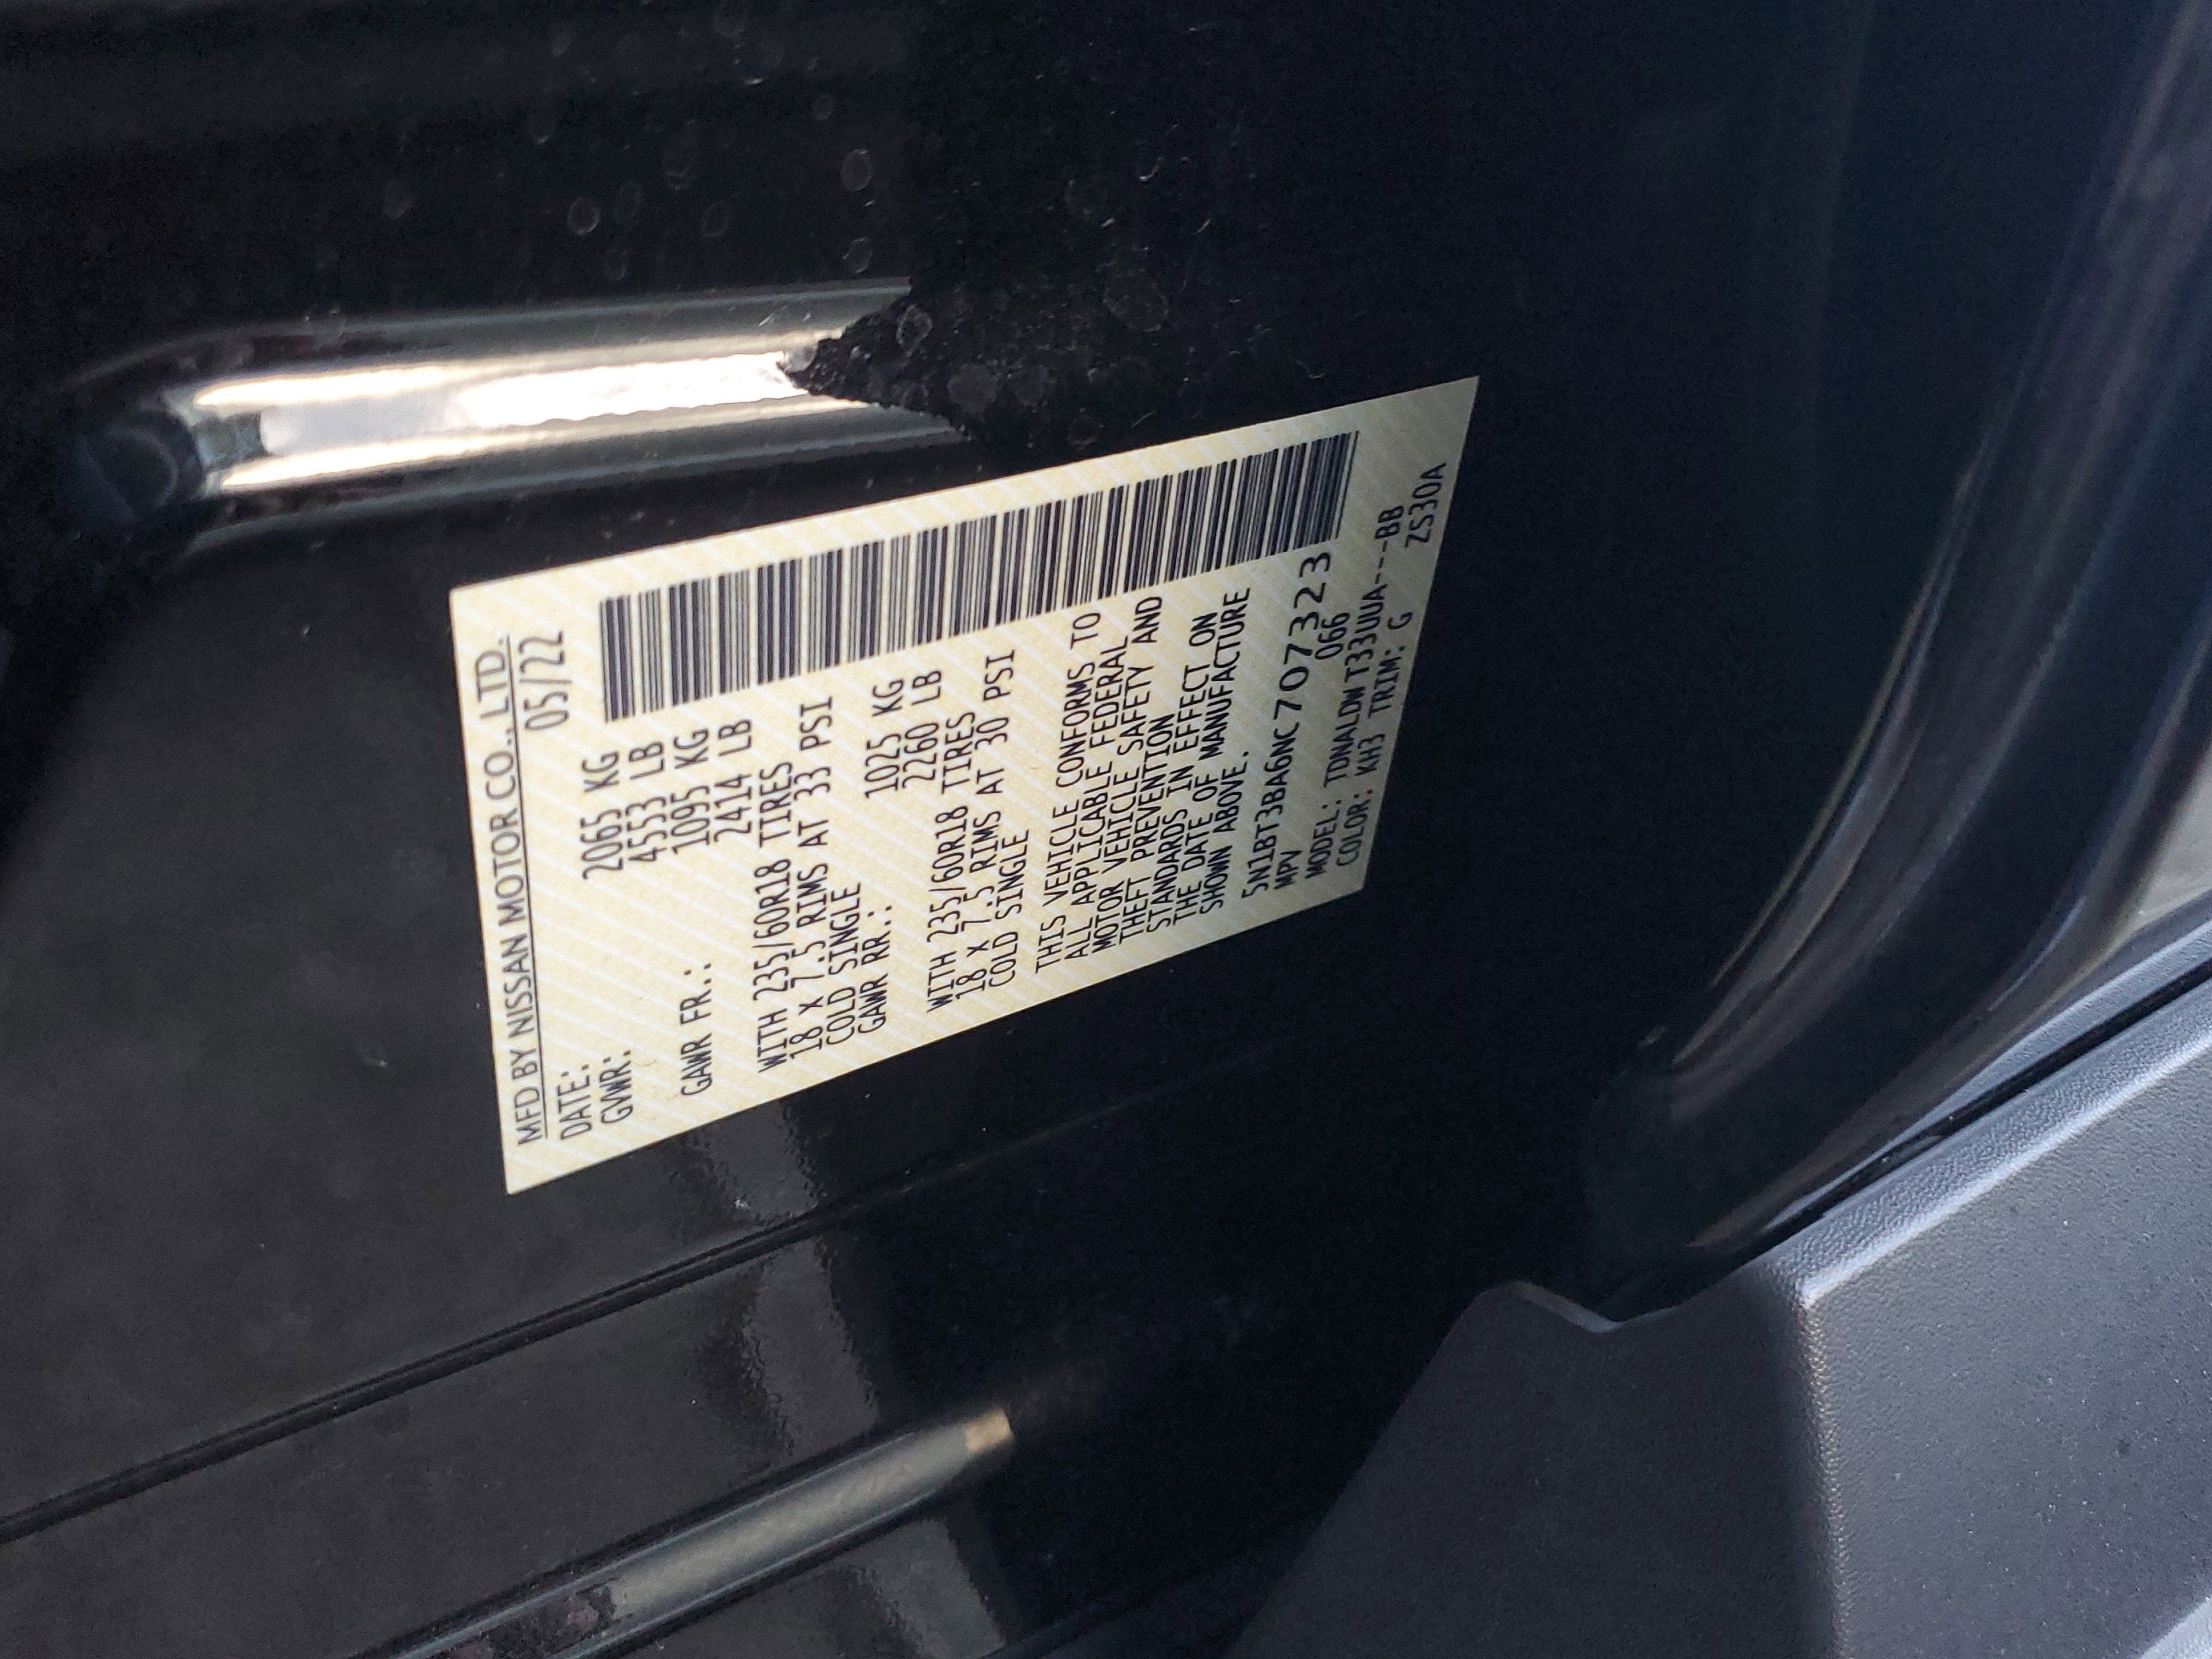 MFD BY NISSAN MOTOR CO., LTD.
DATE: 05/22
GVWR: 2065 KG
4553 LB
GAWR FR.: 1095 KG
2414 LB
WITH 235/60R18 TIRES
18 x 7.5 RIMS AT 33 PSI
COLD SINGLE
GAWR RR.: 1025 KG
2260 LB
WITH 235/60R18 TIRES
18 x 7.5 RIMS AT 30 PSI
COLD SINGLE
THIS VEHICLE CONFORMS TO
ALL APPLICABLE FEDERAL
MOTOR VEHICLE SAFETY AND
THEFT PREVENTION
STANDARDS IN EFFECT ON
THE DATE OF MANUFACTURE
SHOWN ABOVE.
5N1BT3BA6NC707323
MPV 066
MODEL: TDNALDWT33UUA---BB
COLOR: KH3 TRIM: G ZS30A